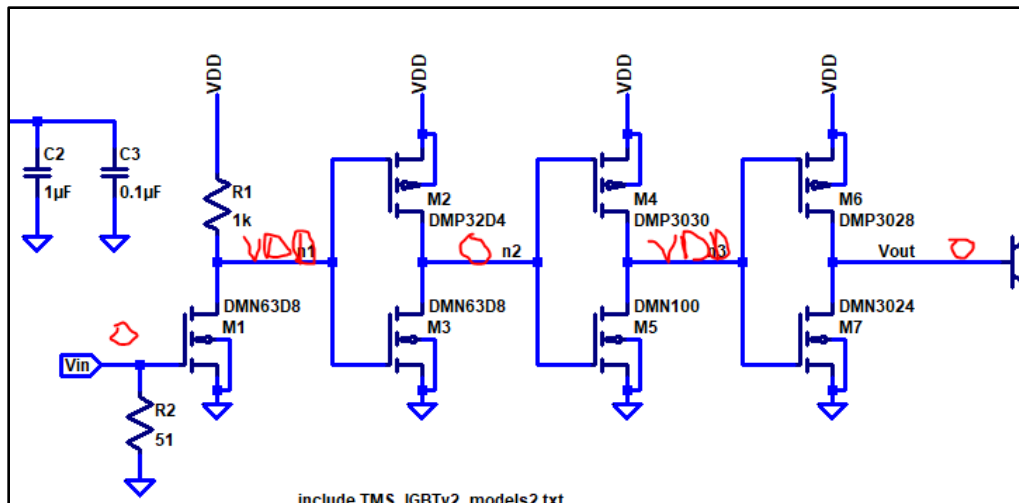 VDD
VDD
VDD
VDD
C2
1µF
C3
0.1µF
R1
1k
M2
DMP32D4
M4
DMP3030
M6
DMP3028
VDD
n1
0
n2
VDD
n3
Vout
0
DMN63D8
M1
DMN63D8
M3
DMN100
M5
DMN3024
M7
0
Vin
R2
51
include TMS_IGBTv2_models2.txt